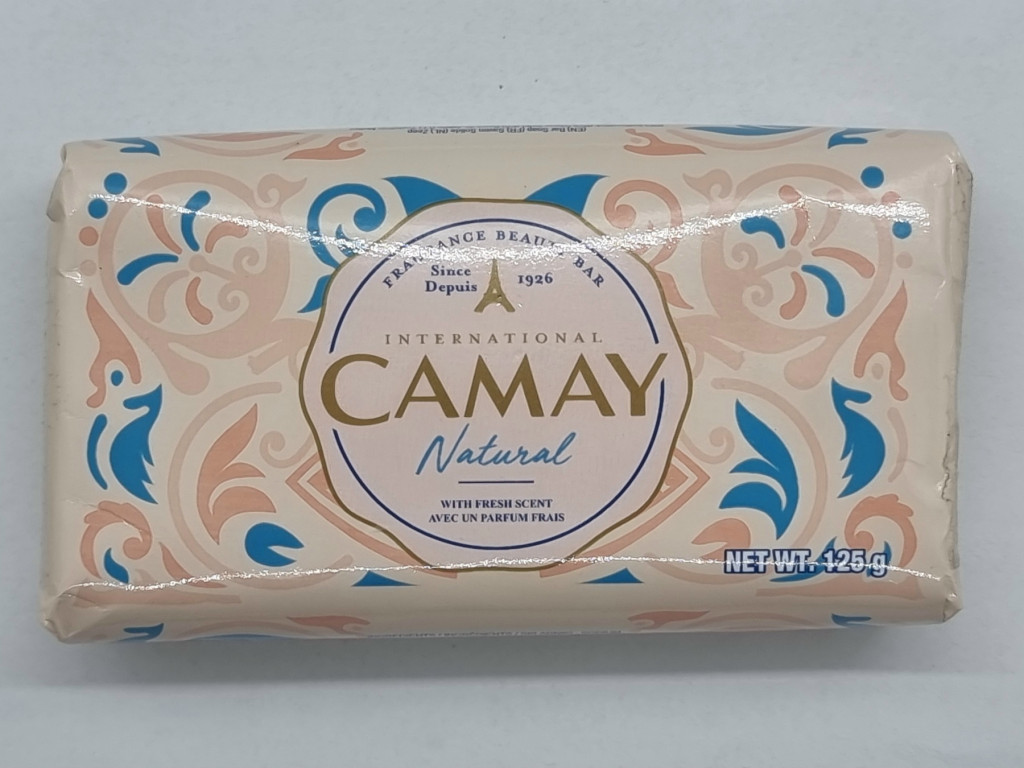 FRAGRANCE BEAUTY BAR
Since
Depuis
1926
INTERNATIONAL
CAMAY
Natural
WITH FRESH SCENT
AVEC UN PARFUM FRAIS
NET WT. 125 g